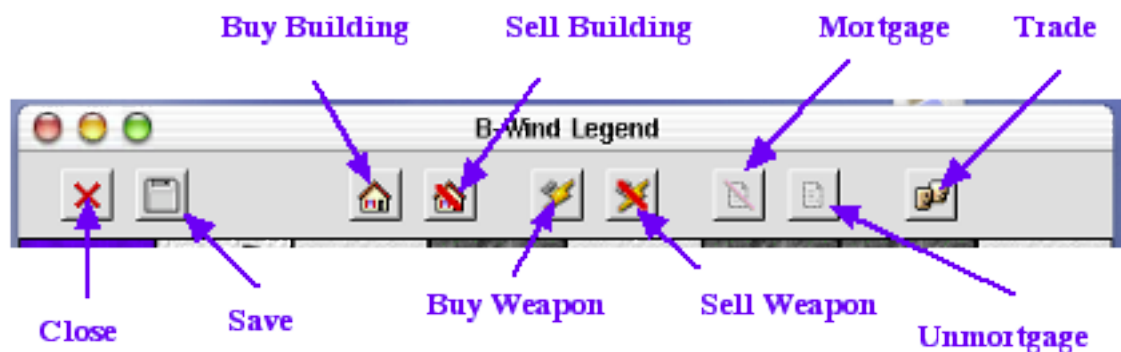 Buy Building
Sell Building
Mortgage
Trade
B-Wind Legend
Close
Save
Buy Weapon
Sell Weapon
Unmortgage